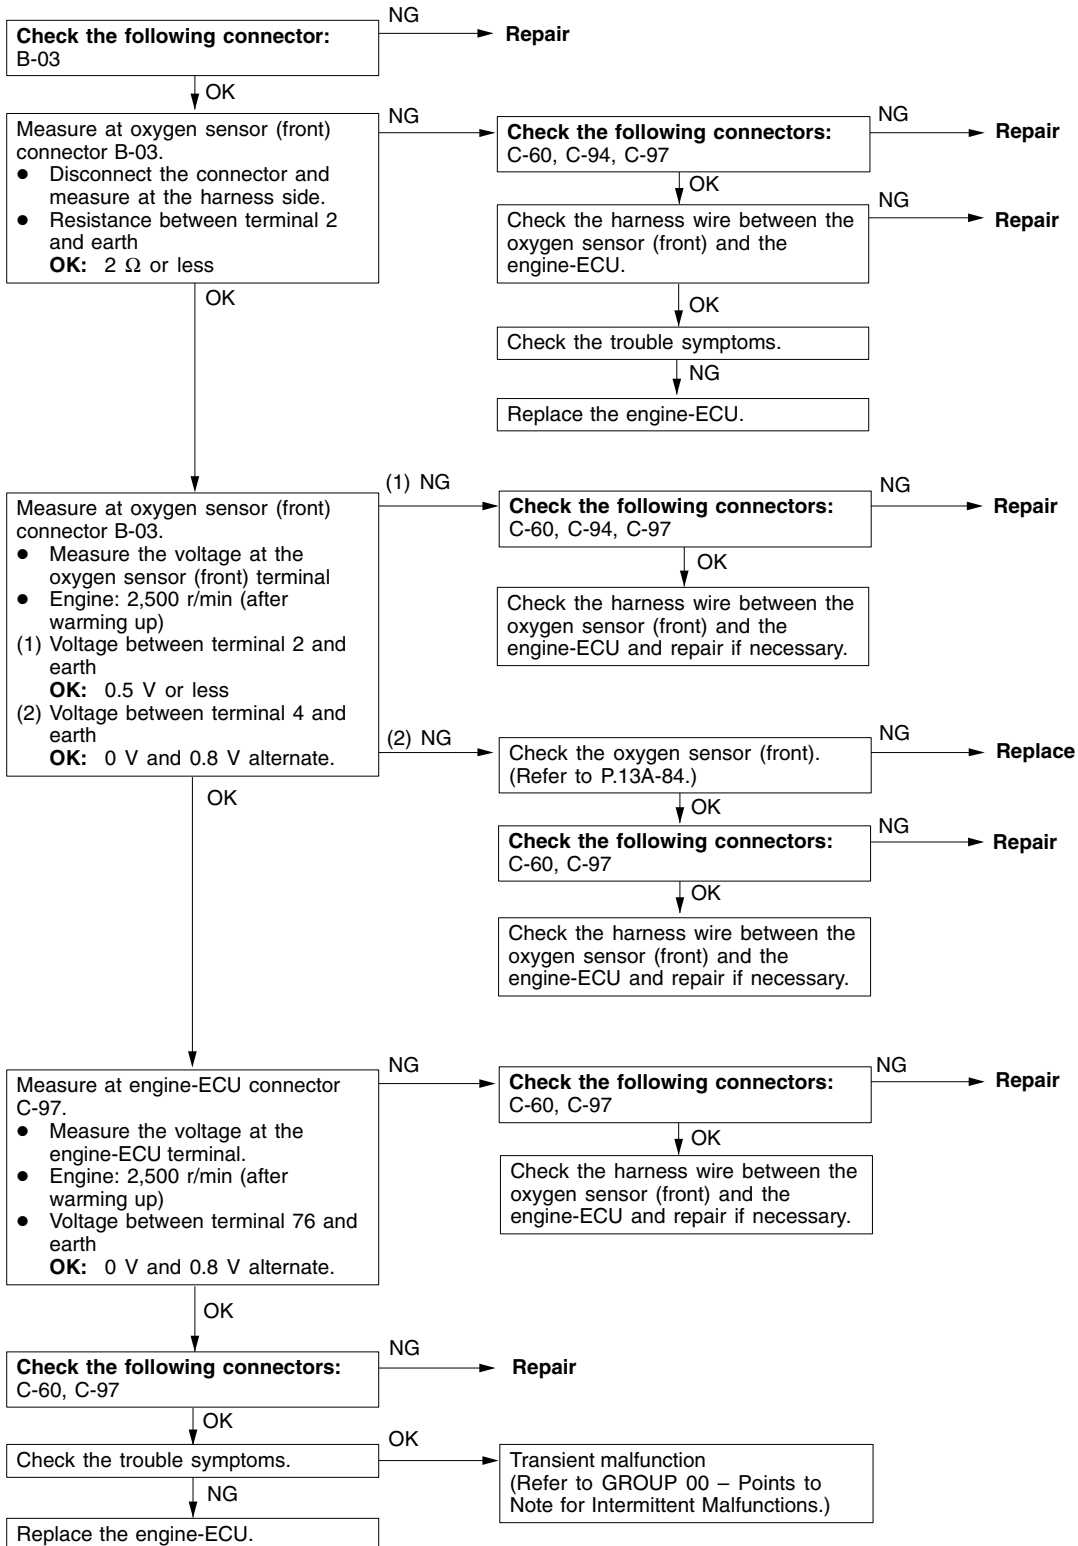 Check the following connector:
B-03
NG
Repair
OK
Measure at oxygen sensor (front)
connector B-03.
● Disconnect the connector and
measure at the harness side.
● Resistance between terminal 2
and earth
OK: 2 Ω or less
NG
Check the following connectors:
C-60, C-94, C-97
NG
Repair
OK
Check the harness wire between the
oxygen sensor (front) and the
engine-ECU.
NG
Repair
OK
Check the trouble symptoms.
NG
Replace the engine-ECU.
OK
Measure at oxygen sensor (front)
connector B-03.
● Measure the voltage at the
oxygen sensor (front) terminal
● Engine: 2,500 r/min (after
warming up)
(1) Voltage between terminal 2 and
earth
OK: 0.5 V or less
(2) Voltage between terminal 4 and
earth
OK: 0 V and 0.8 V alternate.
(1) NG
Check the following connectors:
C-60, C-94, C-97
NG
Repair
OK
Check the harness wire between the
oxygen sensor (front) and the
engine-ECU and repair if necessary.
(2) NG
Check the oxygen sensor (front).
(Refer to P.13A-84.)
NG
Replace
OK
Check the following connectors:
C-60, C-97
NG
Repair
OK
Check the harness wire between the
oxygen sensor (front) and the
engine-ECU and repair if necessary.
OK
Measure at engine-ECU connector
C-97.
● Measure the voltage at the
engine-ECU terminal.
● Engine: 2,500 r/min (after
warming up)
● Voltage between terminal 76 and
earth
OK: 0 V and 0.8 V alternate.
NG
Check the following connectors:
C-60, C-97
NG
Repair
OK
Check the harness wire between the
oxygen sensor (front) and the
engine-ECU and repair if necessary.
OK
Check the following connectors:
C-60, C-97
NG
Repair
OK
Check the trouble symptoms.
OK
Transient malfunction
(Refer to GROUP 00 – Points to
Note for Intermittent Malfunctions.)
NG
Replace the engine-ECU.